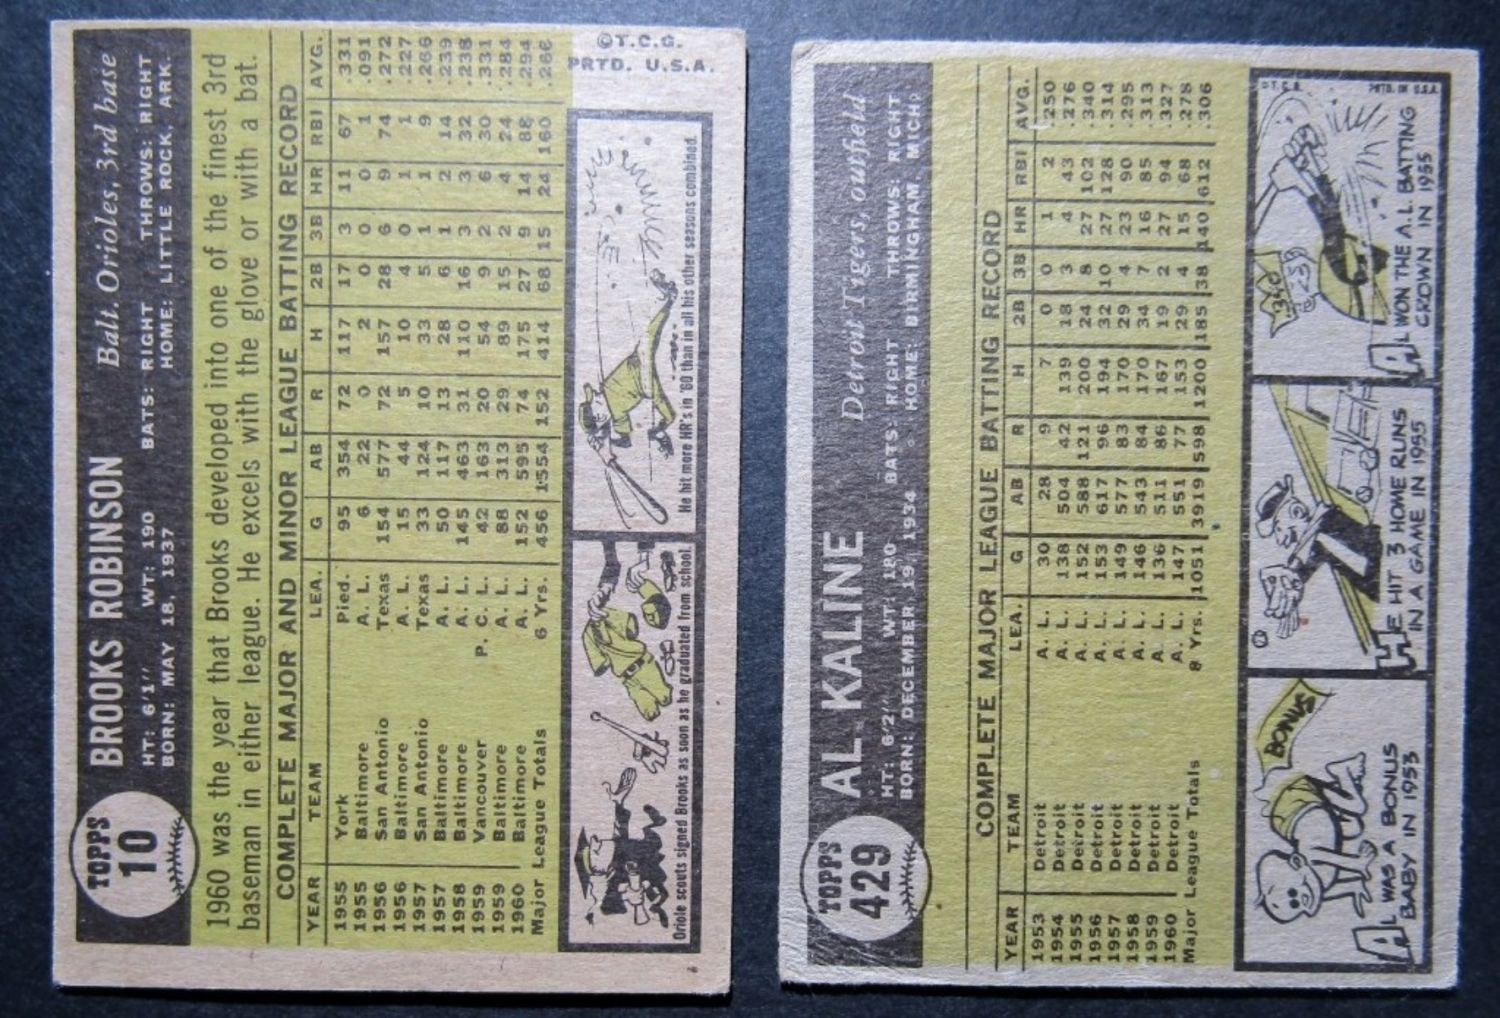 TOPPS
10
BROOKS ROBINSON Balt. Orioles, 3rd base
HT: 6'1" WT: 190 BATS: RIGHT THROWS: RIGHT
BORN: MAY 18, 1937 HOME: LITTLE ROCK, ARK.
1960 was the year that Brooks developed into one of the finest 3rd
baseman in either league. He excels with the glove or with a bat.
COMPLETE MAJOR AND MINOR LEAGUE BATTING RECORD
YEAR TEAM LEA. G AB R H 2B 3B HR RBI AVG.
1955 York Pied. 95 354 72 117 17 3 11 67 .331
1955 Baltimore A. L. 6 22 0 2 0 0 0 1 .091
1956 San Antonio Texas 154 577 72 157 28 6 9 74 .272
1956 Baltimore A. L. 15 44 5 10 4 0 1 1 .227
1957 San Antonio Texas 33 124 10 33 5 1 1 9 .266
1957 Baltimore A. L. 50 117 13 28 6 1 2 14 .239
1958 Baltimore A. L. 145 463 31 110 16 3 3 32 .238
1959 Vancouver P. C. L. 42 163 20 54 9 2 6 30 .331
1959 Baltimore A. L. 88 313 29 89 15 2 4 24 .284
1960 Baltimore A. L. 152 595 74 175 27 9 14 88 .294
Major League Totals 6 Yrs. 456 1554 152 414 68 15 24 160 .266
©T.C.G.
PRTD. U.S.A.
Oriole scouts signed Brooks as soon as he graduated from school.
He hit more HR's in '60 than in all his other seasons combined.
TOPPS
429
AL KALINE Detroit Tigers, outfield
HT: 6'2" WT: 180 BATS: RIGHT THROWS: RIGHT
BORN: DECEMBER 19, 1934 HOME: BIRMINGHAM, MICH.
COMPLETE MAJOR LEAGUE BATTING RECORD
YEAR TEAM LEA. G AB R H 2B 3B HR RBI AVG.
1953 Detroit A. L. 30 28 9 7 0 0 1 2 .250
1954 Detroit A. L. 138 504 42 139 18 3 4 43 .276
1955 Detroit A. L. 152 588 121 200 24 8 27 102 .340
1956 Detroit A. L. 153 617 96 194 32 10 27 128 .314
1957 Detroit A. L. 149 577 83 170 29 4 23 90 .295
1958 Detroit A. L. 146 543 84 170 34 7 16 85 .313
1959 Detroit A. L. 136 511 86 167 19 2 27 94 .327
1960 Detroit A. L. 147 551 77 153 29 4 15 68 .278
Major League Totals 8 Yrs. 1051 3919 598 1200 185 38 140 612 .306
BONUS
AL WAS A BONUS
BABY IN 1953
HE HIT 3 HOME RUNS
IN A GAME IN 1955
.340
AL WON THE A.L. BATTING
CROWN IN 1955